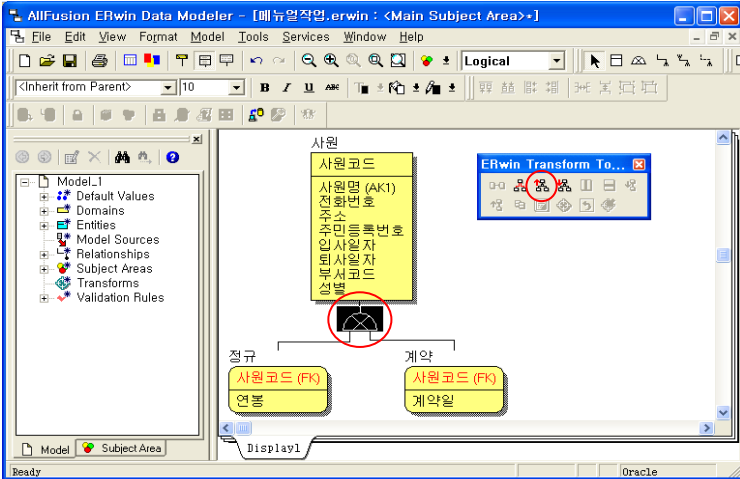 AllFusion ERwin Data Modeler - [메뉴얼작업.erwin : <Main Subject Area>*]
File Edit View Format Model Tools Services Window Help
Logical
<Inherit from Parent> 10 B I U ABC T
사원
사원코드
사원명 (AK1)
전화번호
주소
주민등록번호
입사일자
퇴사일자
부서코드
성별
ERwin Transform To...
Model_1
Default Values
Domains
Entities
Model Sources
Relationships
Subject Areas
Transforms
Validation Rules
정규
사원코드 (FK)
연봉
계약
사원코드 (FK)
계약일
Model Subject Area
Display1
Ready Oracle